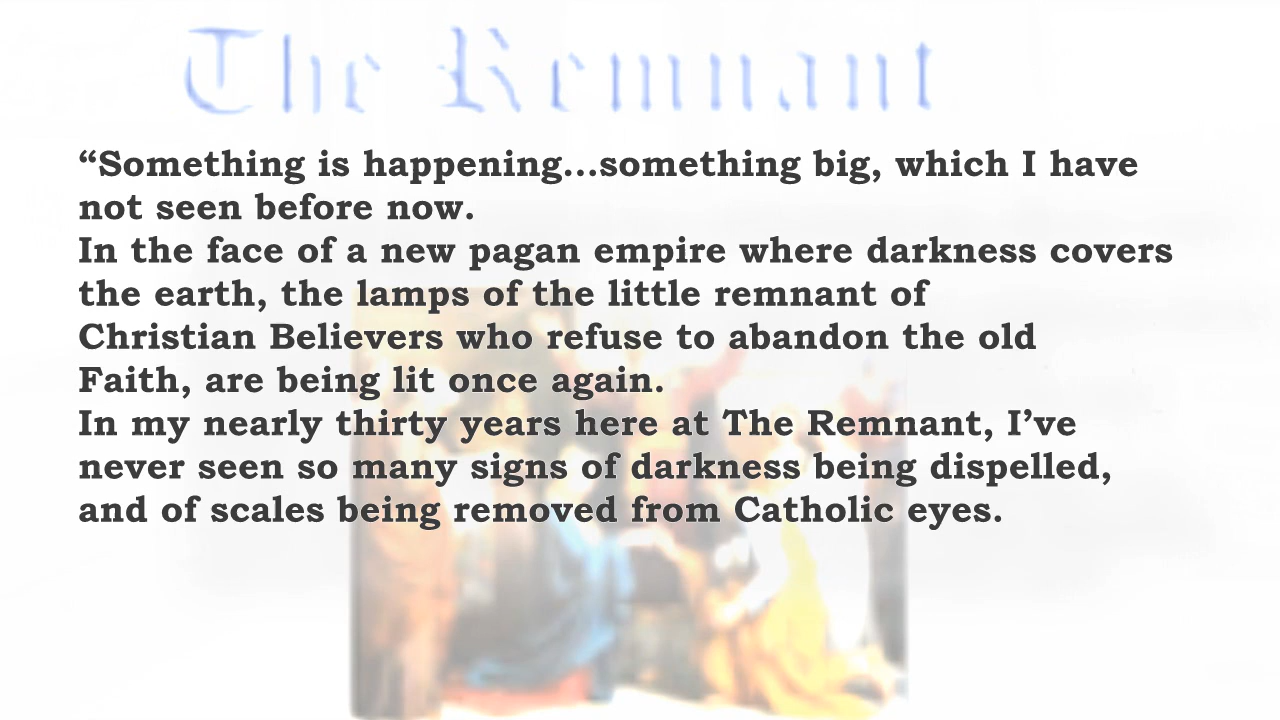 The Remnant
“Something is happening…something big, which I have
not seen before now.
In the face of a new pagan empire where darkness covers
the earth, the lamps of the little remnant of
Christian Believers who refuse to abandon the old
Faith, are being lit once again.
In my nearly thirty years here at The Remnant, I’ve
never seen so many signs of darkness being dispelled,
and of scales being removed from Catholic eyes.